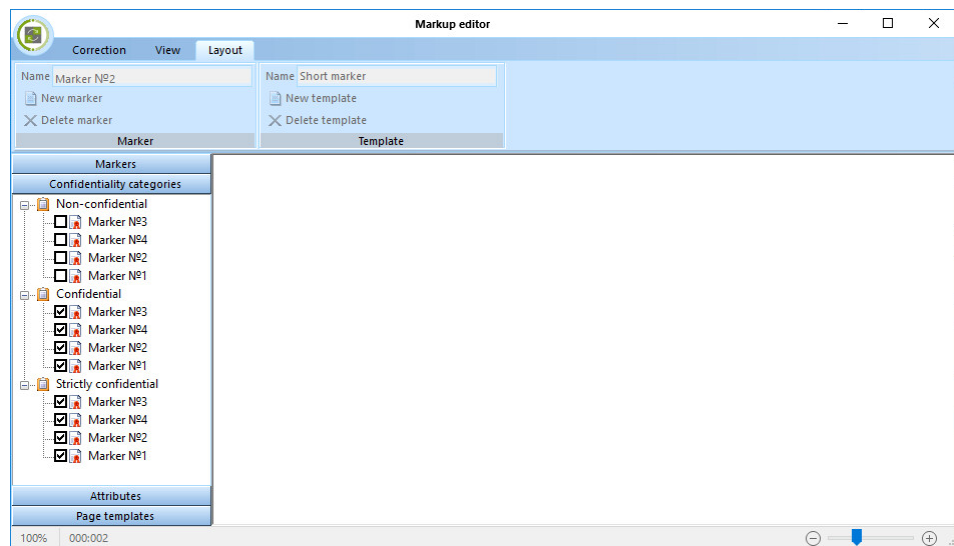 Markup editor
Correction View Layout
Name Marker №2
New marker
Delete marker
Marker
Name Short marker
New template
Delete template
Template
Markers
Confidentiality categories
Non-confidential
Marker №3
Marker №4
Marker №2
Marker №1
Confidential
Marker №3
Marker №4
Marker №2
Marker №1
Strictly confidential
Marker №3
Marker №4
Marker №2
Marker №1
Attributes
Page templates
100% 000:002